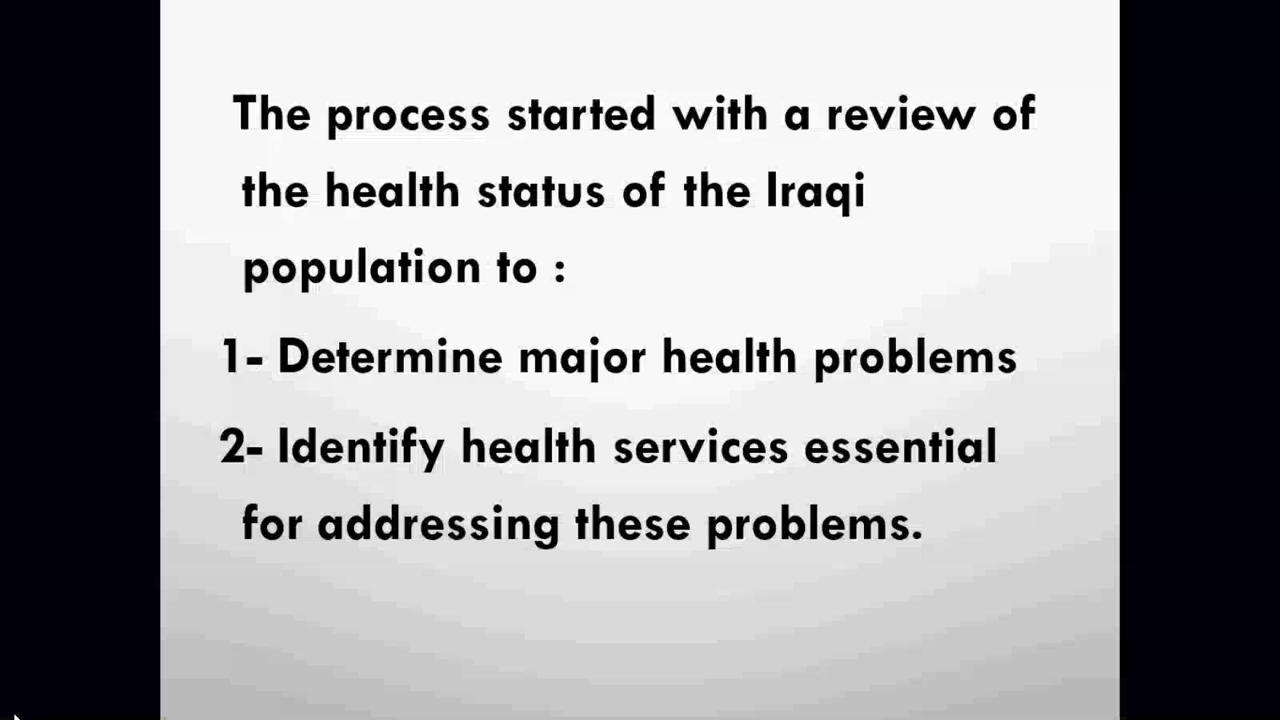 The process started with a review of
the health status of the Iraqi
population to :
1- Determine major health problems
2- Identify health services essential
for addressing these problems.